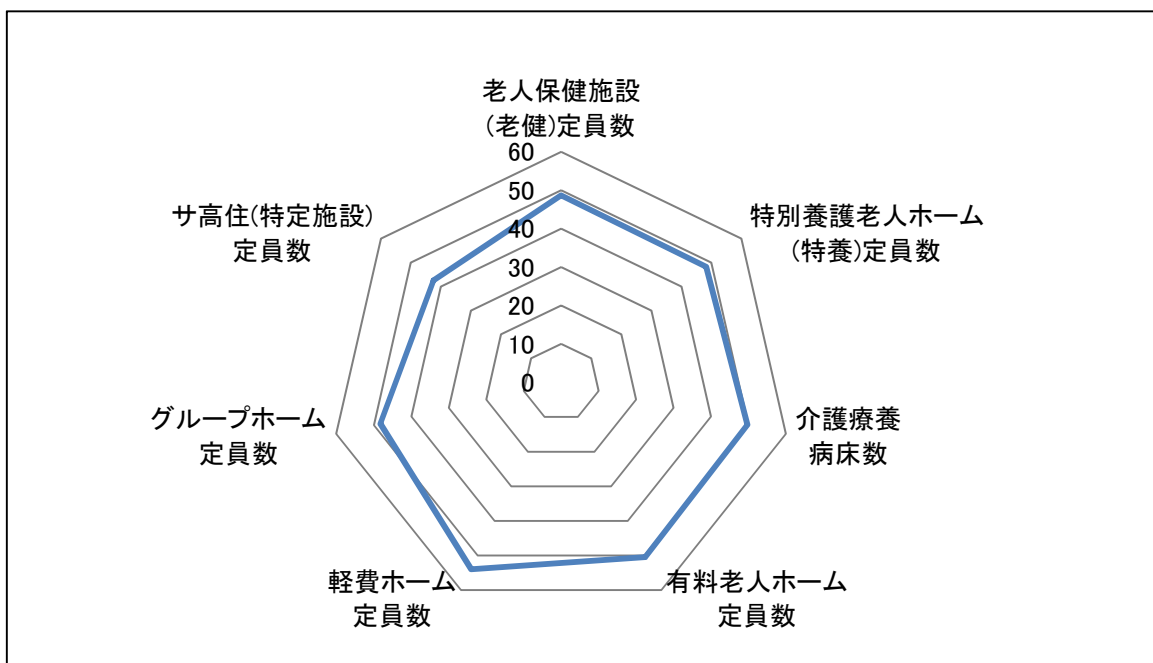 老人保健施設
(老健)定員数
60
50
40
30
20
10
0
特別養護老人ホーム
(特養)定員数
介護療養
病床数
有料老人ホーム
定員数
軽費ホーム
定員数
グループホーム
定員数
サ高住(特定施設)
定員数